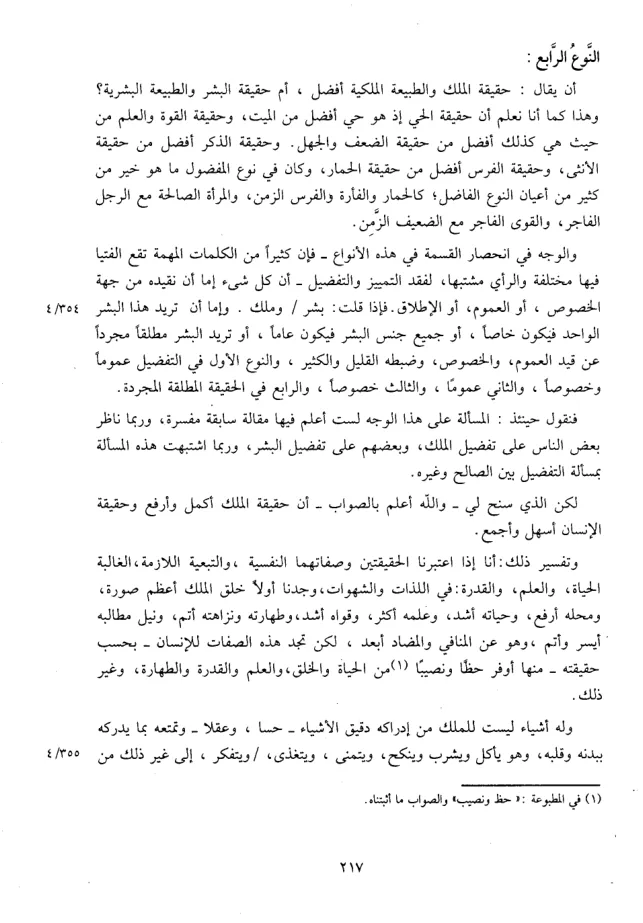 النَّوعُ الرَّابع :
أن يقال : حقيقة الملك والطبيعة الملكية أفضل ، أم حقيقة البشر والطبيعة البشرية؟
وهذا كما أنا نعلم أن حقيقة الحي إذ هو حي أفضل من الميت، وحقيقة القوة والعلم من
حيث هي كذلك أفضل من حقيقة الضعف والجهل. وحقيقة الذكر أفضل من حقيقة
الأنثى، وحقيقة الفرس أفضل من حقيقة الحمار، وكان في نوع المفضول ما هو خير من
كثير من أعيان النوع الفاضل؛ كالحمار والفأرة والفرس الزمن، والمرأة الصالحة مع الرجل
الفاجر، والقوى الفاجر مع الضعيف الزَّمِن.
والوجه في انحصار القسمة في هذه الأنواع ـ فإن كثيراً من الكلمات المهمة تقع الفتيا
فيها مختلفة والرأي مشتبها، لفقد التمييز والتفضيل ـ أن كل شيء إما أن نقيده من جهة
الخصوص ، أو العموم، أو الإطلاق. فإذا قلت: بشر / وملك . وإما أن تريد هذا البشر ٤/٣٥٤
الواحد فيكون خاصاً ، أو جميع جنس البشر فيكون عاماً ، أو تريد البشر مطلقاً مجرداً
عن قيد العموم، والخصوص، وضبطه القليل والكثير ، والنوع الأول في التفضيل عموماً
وخصوصاً ، والثاني عمومًا ، والثالث خصوصاً ، والرابع في الحقيقة المطلقة المجردة.
فنقول حينئذ : المسألة على هذا الوجه لست أعلم فيها مقالة سابقة مفسرة، وربما ناظر
بعض الناس على تفضيل الملك، وبعضهم على تفضيل البشر، وربما اشتبهت هذه المسألة
بمسألة التفضيل بين الصالح وغيره.
لكن الذي سنح لي ـ والله أعلم بالصواب ـ أن حقيقة الملك أكمل وأرفع وحقيقة
الإنسان أسهل وأجمع.
وتفسير ذلك: أنا إذا اعتبرنا الحقيقتين وصفاتهما النفسية ،والتبعية اللازمة،الغالبة
الحياة، والعلم، والقدرة:في اللذات والشهوات،وجدنا أولاً خلق الملك أعظم صورة،
ومحله أرفع، وحياته أشد، وعلمه أكثر، وقواه أشد،وطهارته ونزاهته أتم، ونيل مطالبه
أيسر وأتم ،وهو عن المنافي والمضاد أبعد ، لكن تجد هذه الصفات للإنسان ـ بحسب
حقيقته ـ منها أوفر حظًا ونصيبًا (١)من الحياة والخلق،والعلم والقدرة والطهارة، وغير
ذلك.
وله أشياء ليست للملك من إدراكه دقيق الأشياء ـ حسا ، وعقلا ـ وتمتعه بما يدركه
ببدنه وقلبه، وهو يأكل ويشرب وينكح، ويتمنى ، ويتغذى، /ويتفكر ، إلى غير ذلك من ٤/٣٥٥
(١) في المطبوعة :« حظ ونصيب» والصواب ما أثبتناه.
٢١٧